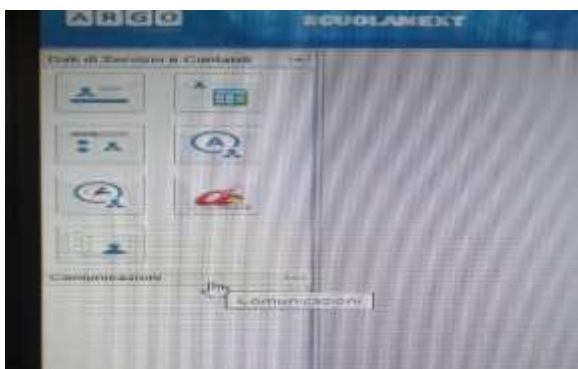 ARGO
SCUOLANEXT
Dati di Servizio e Contabili
Comunicazioni
Comunicazioni